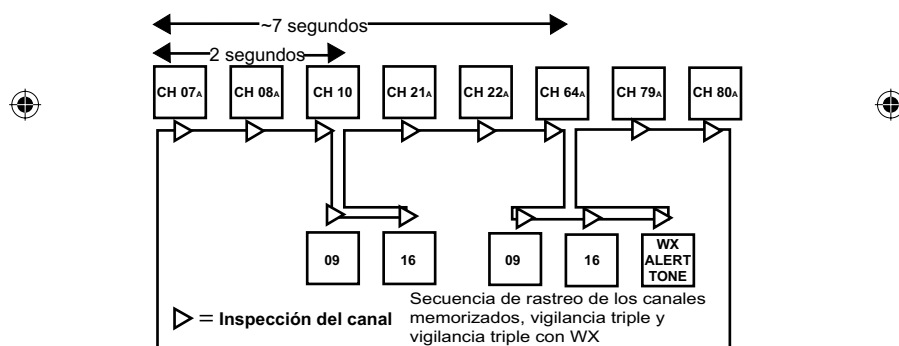 ~7 segundos
2 segundos
CH 07A
CH 08A
CH 10
CH 21A
CH 22A
CH 64A
CH 79A
CH 80A
09
16
09
16
WX
ALERT
TONE
= Inspección del canal
Secuencia de rastreo de los canales
memorizados, vigilancia triple y
vigilancia triple con WX